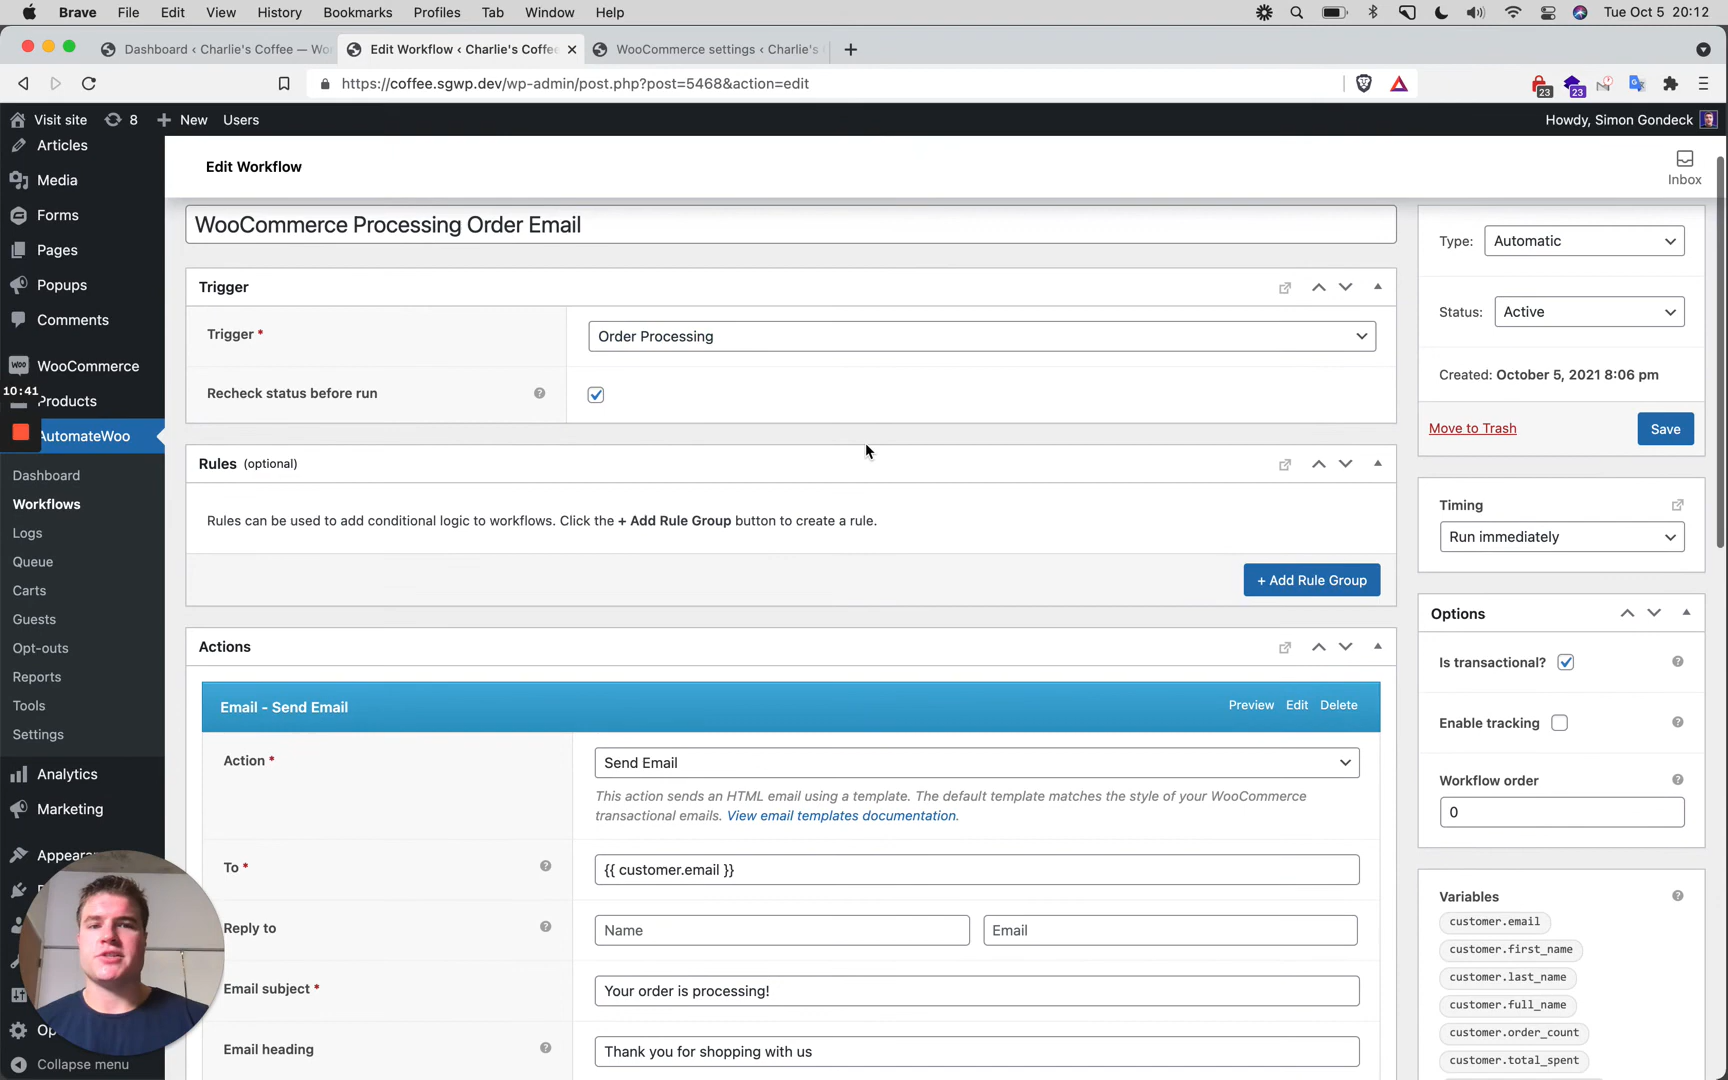 Brave File Edit View History Bookmarks Profiles Tab Window Help Tue Oct 5 20:12
Dashboard ‹ Charlie's Coffee — Wo
Edit Workflow ‹ Charlie's Coffe
WooCommerce settings ‹ Charlie's
https://coffee.sgwp.dev/wp-admin/post.php?post=5468&action=edit
23
23
Visit site 8 New Users Howdy, Simon Gondeck
Articles
Media
Forms
Pages
Popups
Comments
WooCommerce
10:41
Products
AutomateWoo
Dashboard
Workflows
Logs
Queue
Carts
Guests
Opt-outs
Reports
Tools
Settings
Analytics
Marketing
Collapse menu
Edit Workflow
Inbox
WooCommerce Processing Order Email
Trigger
Trigger *
Order Processing
Recheck status before run
Rules (optional)
Rules can be used to add conditional logic to workflows. Click the + Add Rule Group button to create a rule.
+ Add Rule Group
Actions
Email - Send Email
Preview Edit Delete
Action *
Send Email
This action sends an HTML email using a template. The default template matches the style of your WooCommerce
transactional emails. View email templates documentation.
To *
{{ customer.email }}
Reply to
Name
Email
Email subject *
Your order is processing!
Email heading
Thank you for shopping with us
Type: Automatic
Status: Active
Created: October 5, 2021 8:06 pm
Move to Trash
Save
Timing
Run immediately
Options
Is transactional?
Enable tracking
Workflow order
0
Variables
customer.email
customer.first_name
customer.last_name
customer.full_name
customer.order_count
customer.total_spent